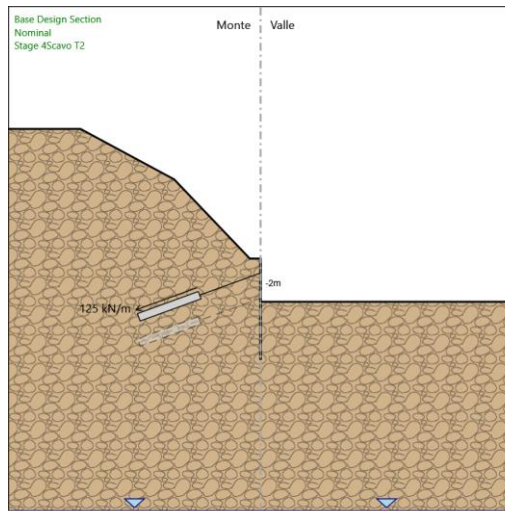 Base Design Section
Nominal
Stage 4Scavo T2
Monte
Valle
-2m
125 kN/m